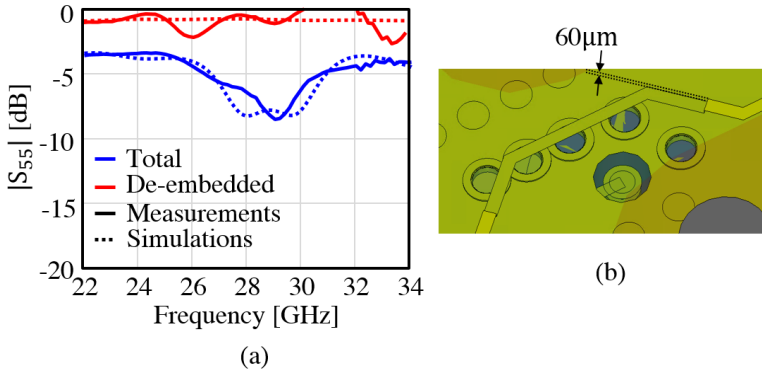 0
-5
-10
-15
-20
|S55| [dB]
Total
De-embedded
Measurements
Simulations
22 24 26 28 30 32 34
Frequency [GHz]
(a)
60μm
(b)